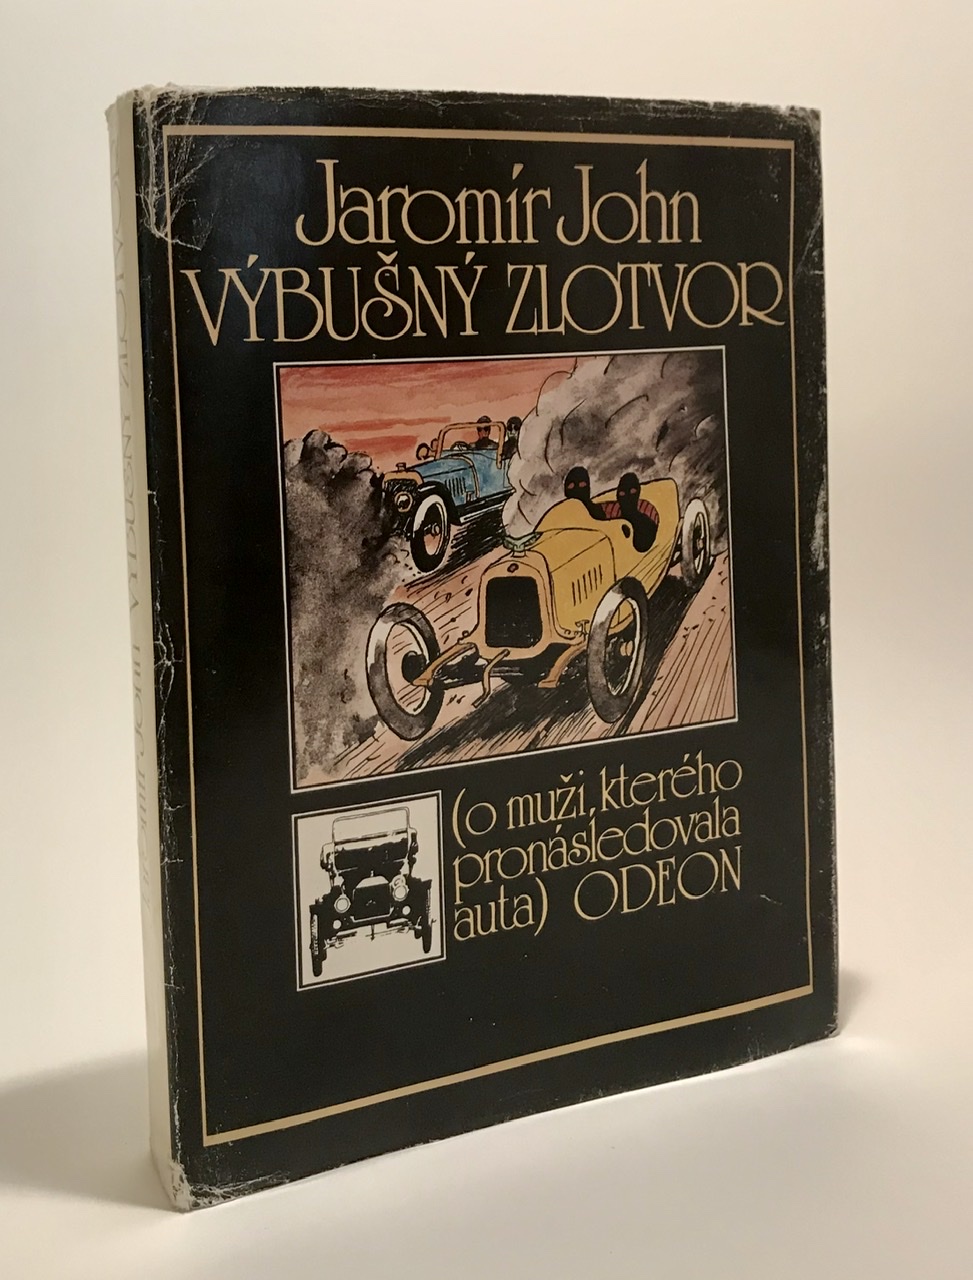 Jaromír John
VÝBUŠNÝ ZLOTVOR
(o muži, kterého
pronásledovala
auta) ODEON